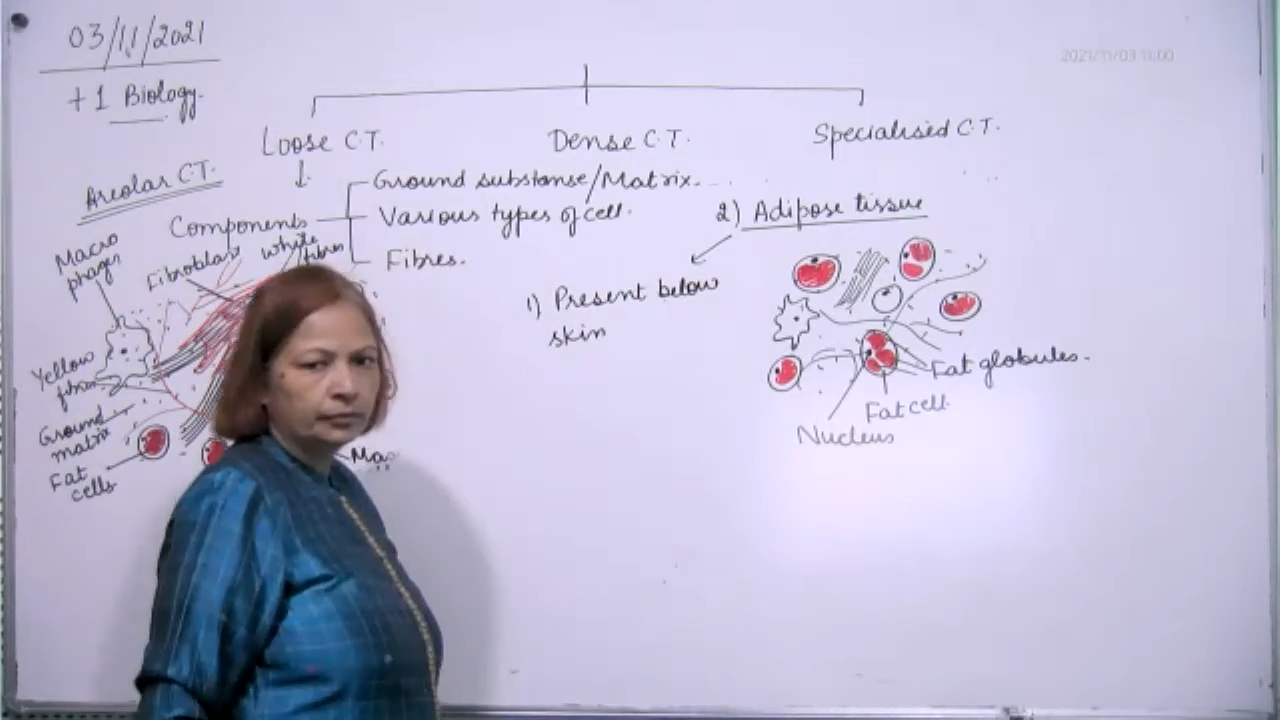 03/11/2021
+1 Biology.
2021/11/03 11:00
Loose C.T.
Dense C.T.
Specialised C.T.
Areolar C.T.
Components
Ground substanse/Matrix.
Various types of cell.
Fibres.
Macro
phages
Fibroblast
white
fibres
Yellow
fibres
Ground
matrix
Fat
cells
Mas
2) Adipose tissue
1) Present below
skin
Fat globules.
Fat cell
Nucleus